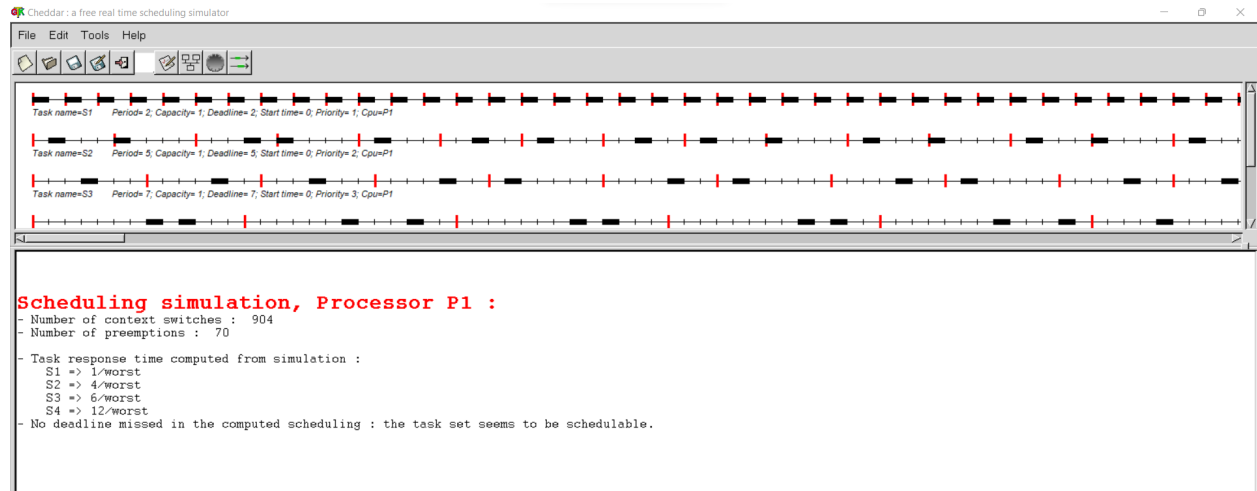 Cheddar : a free real time scheduling simulator
File Edit Tools Help
Task name=S1 Period= 2; Capacity= 1; Deadline= 2; Start time= 0; Priority= 1; Cpu=P1
Task name=S2 Period= 5; Capacity= 1; Deadline= 5; Start time= 0; Priority= 2; Cpu=P1
Task name=S3 Period= 7; Capacity= 1; Deadline= 7; Start time= 0; Priority= 3; Cpu=P1
Scheduling simulation, Processor P1 :
- Number of context switches : 904
- Number of preemptions : 70
- Task response time computed from simulation :
S1 => 1/worst
S2 => 4/worst
S3 => 6/worst
S4 => 12/worst
- No deadline missed in the computed scheduling : the task set seems to be schedulable.